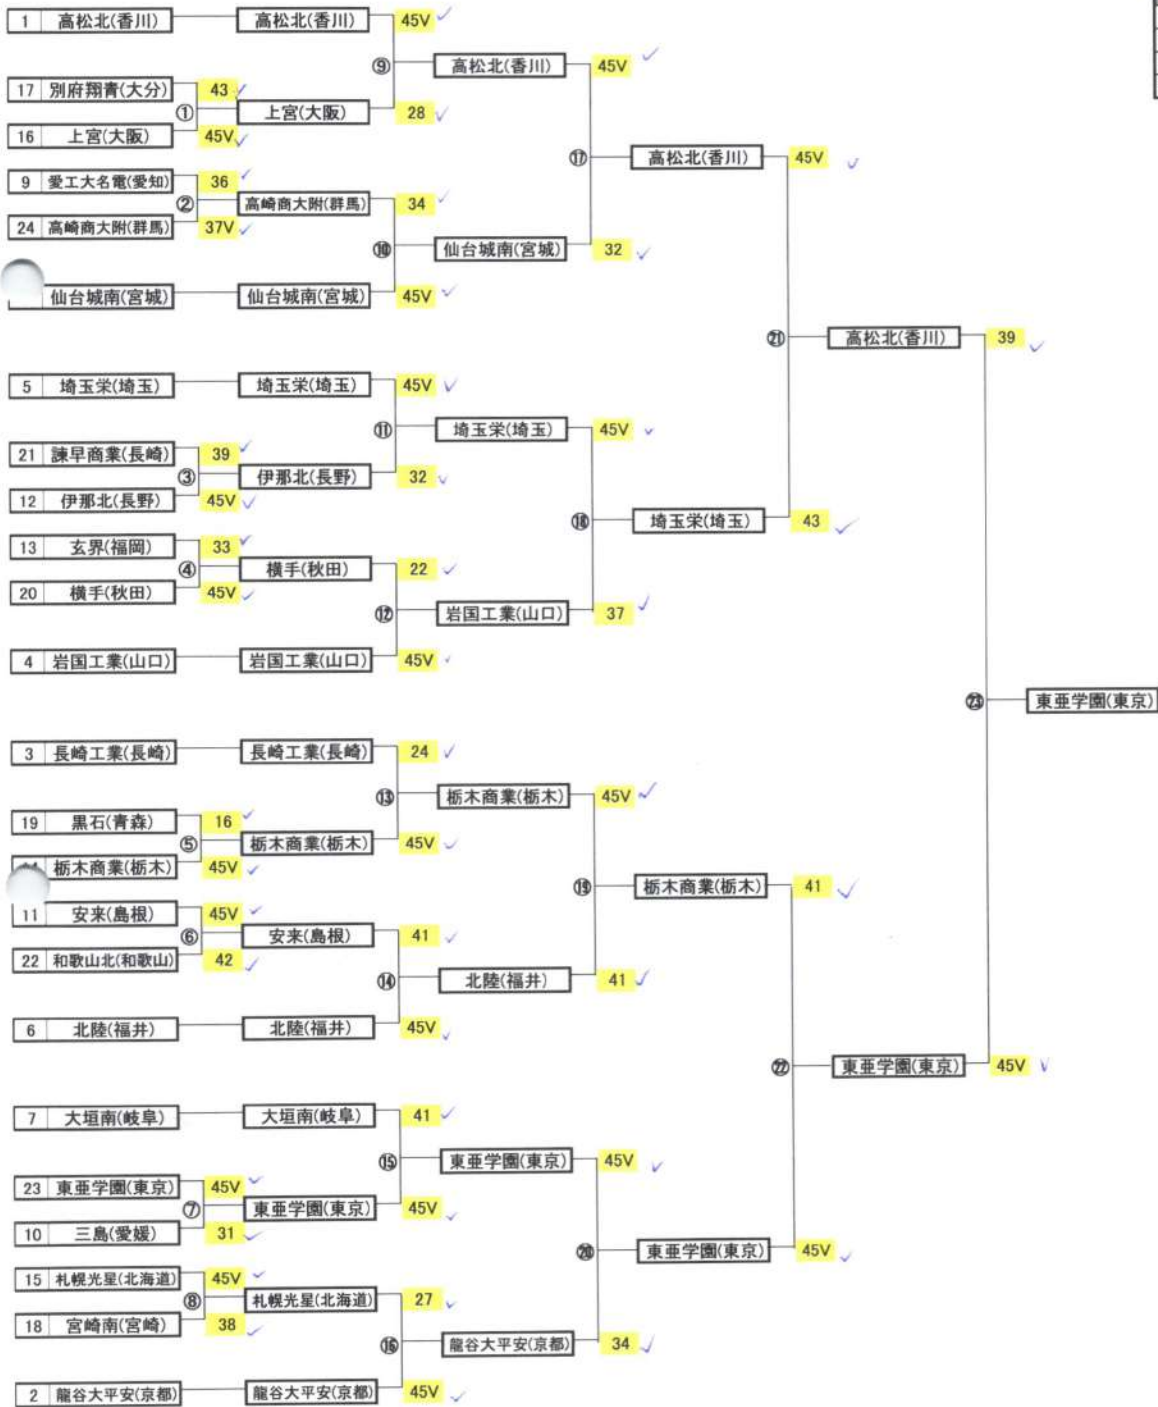 1 高松北(香川) 高松北(香川) 45V
⑨ 高松北(香川) 45V
17 別府翔青(大分) 43
① 上宮(大阪) 28
16 上宮(大阪) 45V
⑰ 高松北(香川) 45V
9 愛工大名電(愛知) 36
② 高崎商大附(群馬) 34
24 高崎商大附(群馬) 37V
⑩ 仙台城南(宮城) 32
仙台城南(宮城) 仙台城南(宮城) 45V
㉑ 高松北(香川) 39
5 埼玉栄(埼玉) 埼玉栄(埼玉) 45V
⑪ 埼玉栄(埼玉) 45V
21 諫早商業(長崎) 39
③ 伊那北(長野) 32
12 伊那北(長野) 45V
⑱ 埼玉栄(埼玉) 43
13 玄界(福岡) 33
④ 横手(秋田) 22
20 横手(秋田) 45V
⑫ 岩国工業(山口) 37
4 岩国工業(山口) 岩国工業(山口) 45V
㉓ 東亜学園(東京)
3 長崎工業(長崎) 長崎工業(長崎) 24
⑬ 栃木商業(栃木) 45V
19 黒石(青森) 16
⑤ 栃木商業(栃木) 45V
栃木商業(栃木) 45V
⑲ 栃木商業(栃木) 41
11 安来(島根) 45V
⑥ 安来(島根) 41
22 和歌山北(和歌山) 42
⑭ 北陸(福井) 41
6 北陸(福井) 北陸(福井) 45V
㉒ 東亜学園(東京) 45V
7 大垣南(岐阜) 大垣南(岐阜) 41
⑮ 東亜学園(東京) 45V
23 東亜学園(東京) 45V
⑦ 東亜学園(東京) 45V
10 三島(愛媛) 31
⑳ 東亜学園(東京) 45V
15 札幌光星(北海道) 45V
⑧ 札幌光星(北海道) 27
18 宮崎南(宮崎) 38
⑯ 龍谷大平安(京都) 34
2 龍谷大平安(京都) 龍谷大平安(京都) 45V